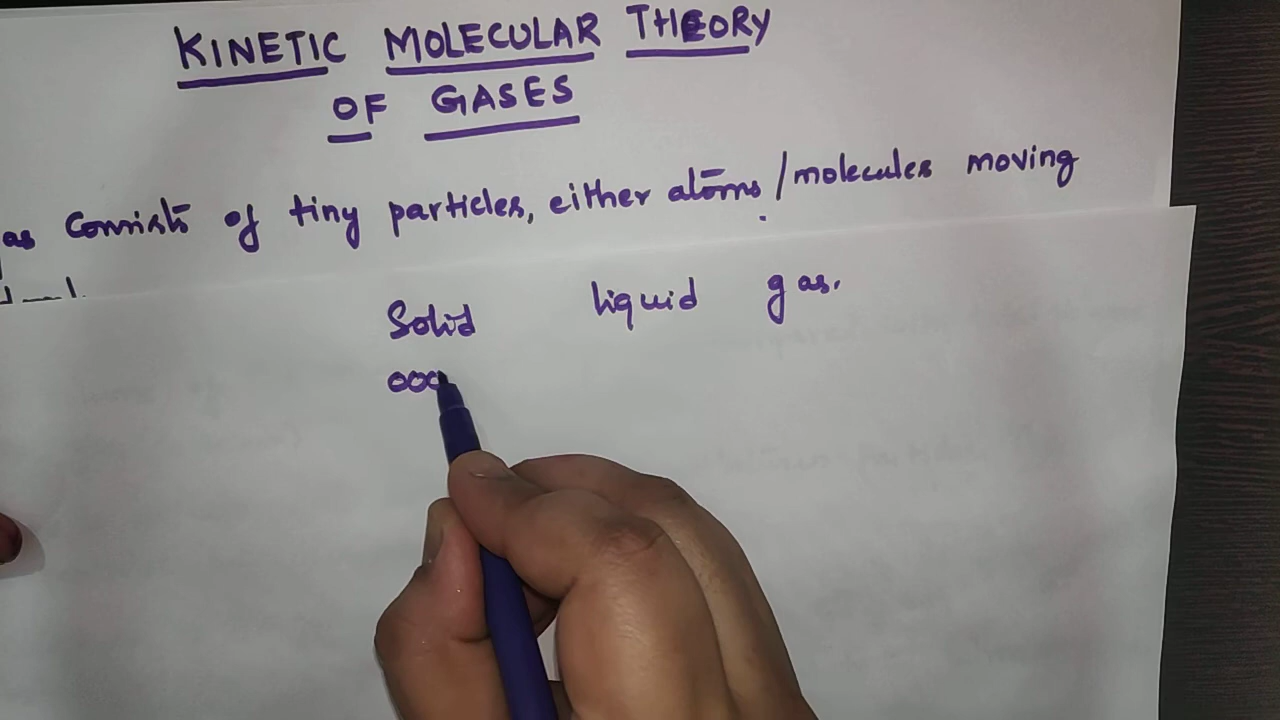 KINETIC MOLECULAR THEORY
OF GASES
as consists of tiny particles, either atoms/molecules moving
Solid liquid gas.